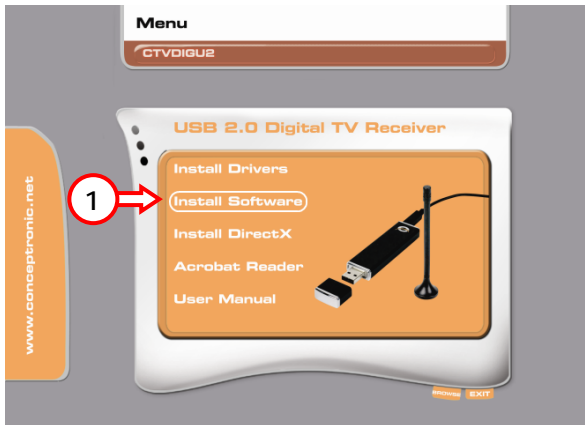 Menu
CTVDIGU2
USB 2.0 Digital TV Receiver
Install Drivers
1
Install Software
Install DirectX
Acrobat Reader
User Manual
www.conceptronic.net
BROWSE
EXIT